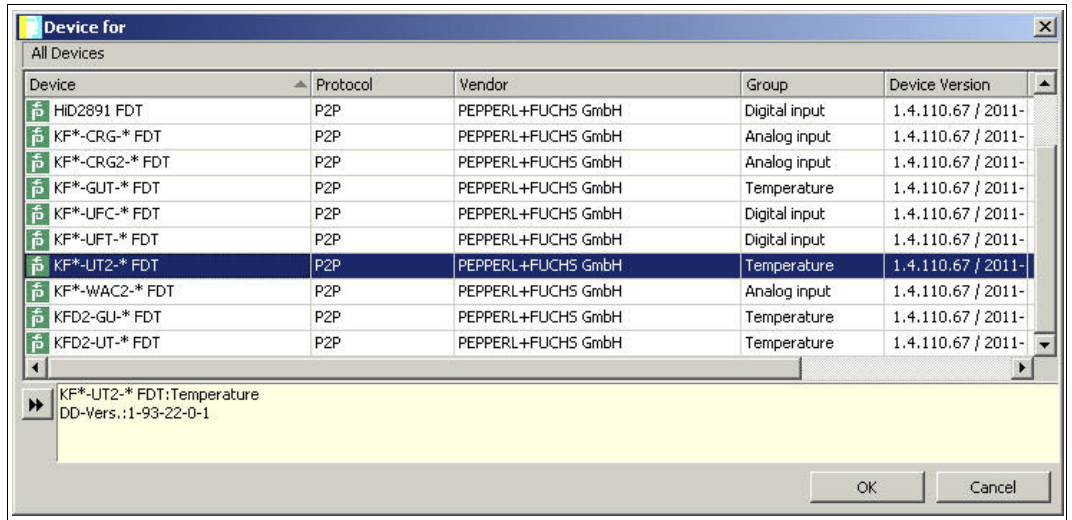 Device for
All Devices
Device Protocol Vendor Group Device Version
HiD2891 FDT P2P PEPPERL+FUCHS GmbH Digital input 1.4.110.67 / 2011-
KF*-CRG-* FDT P2P PEPPERL+FUCHS GmbH Analog input 1.4.110.67 / 2011-
KF*-CRG2-* FDT P2P PEPPERL+FUCHS GmbH Analog input 1.4.110.67 / 2011-
KF*-GUT-* FDT P2P PEPPERL+FUCHS GmbH Temperature 1.4.110.67 / 2011-
KF*-UFC-* FDT P2P PEPPERL+FUCHS GmbH Digital input 1.4.110.67 / 2011-
KF*-UFT-* FDT P2P PEPPERL+FUCHS GmbH Digital input 1.4.110.67 / 2011-
KF*-UT2-* FDT P2P PEPPERL+FUCHS GmbH Temperature 1.4.110.67 / 2011-
KF*-WAC2-* FDT P2P PEPPERL+FUCHS GmbH Analog input 1.4.110.67 / 2011-
KFD2-GU-* FDT P2P PEPPERL+FUCHS GmbH Temperature 1.4.110.67 / 2011-
KFD2-UT-* FDT P2P PEPPERL+FUCHS GmbH Temperature 1.4.110.67 / 2011-
KF*-UT2-* FDT:Temperature
DD-Vers.:1-93-22-0-1
OK Cancel